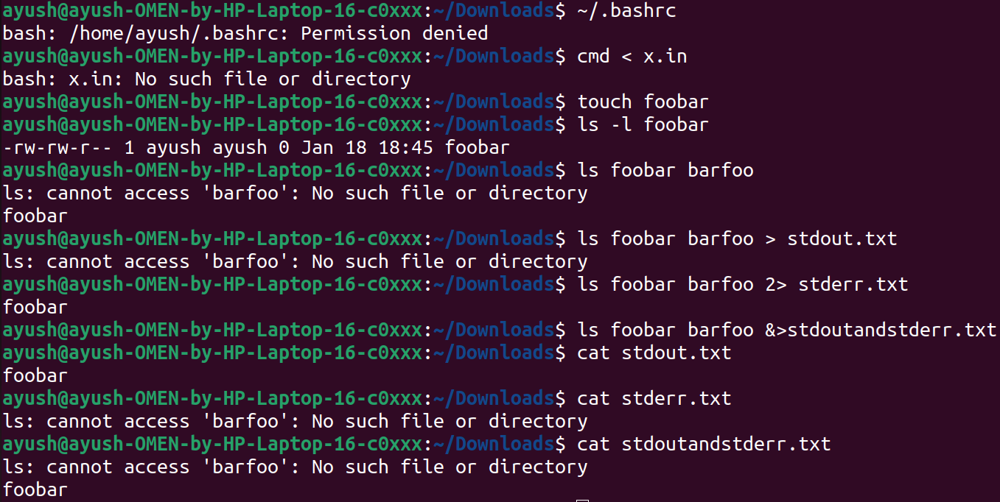 ayush@ayush-OMEN-by-HP-Laptop-16-c0xxx:~/Downloads$ ~/.bashrc
bash: /home/ayush/.bashrc: Permission denied
ayush@ayush-OMEN-by-HP-Laptop-16-c0xxx:~/Downloads$ cmd < x.in
bash: x.in: No such file or directory
ayush@ayush-OMEN-by-HP-Laptop-16-c0xxx:~/Downloads$ touch foobar
ayush@ayush-OMEN-by-HP-Laptop-16-c0xxx:~/Downloads$ ls -l foobar
-rw-rw-r-- 1 ayush ayush 0 Jan 18 18:45 foobar
ayush@ayush-OMEN-by-HP-Laptop-16-c0xxx:~/Downloads$ ls foobar barfoo
ls: cannot access 'barfoo': No such file or directory
foobar
ayush@ayush-OMEN-by-HP-Laptop-16-c0xxx:~/Downloads$ ls foobar barfoo > stdout.txt
ls: cannot access 'barfoo': No such file or directory
ayush@ayush-OMEN-by-HP-Laptop-16-c0xxx:~/Downloads$ ls foobar barfoo 2> stderr.txt
foobar
ayush@ayush-OMEN-by-HP-Laptop-16-c0xxx:~/Downloads$ ls foobar barfoo &>stdoutandstderr.txt
ayush@ayush-OMEN-by-HP-Laptop-16-c0xxx:~/Downloads$ cat stdout.txt
foobar
ayush@ayush-OMEN-by-HP-Laptop-16-c0xxx:~/Downloads$ cat stderr.txt
ls: cannot access 'barfoo': No such file or directory
ayush@ayush-OMEN-by-HP-Laptop-16-c0xxx:~/Downloads$ cat stdoutandstderr.txt
ls: cannot access 'barfoo': No such file or directory
foobar